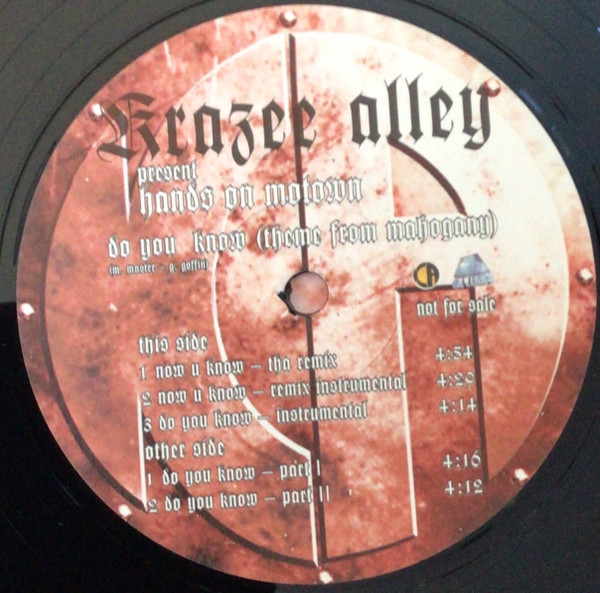 Krazee alley
present
hands on motown
do you know (theme from mahogany)
(m. master - g. goffin)
not for sale
this side
1 now u know – tha remix 4:54
2 now u know – remix instrumental 4:29
3 do you know – instrumental 4:14
other side
1 do you know – part I 4:16
2 do you know – part II 4:12